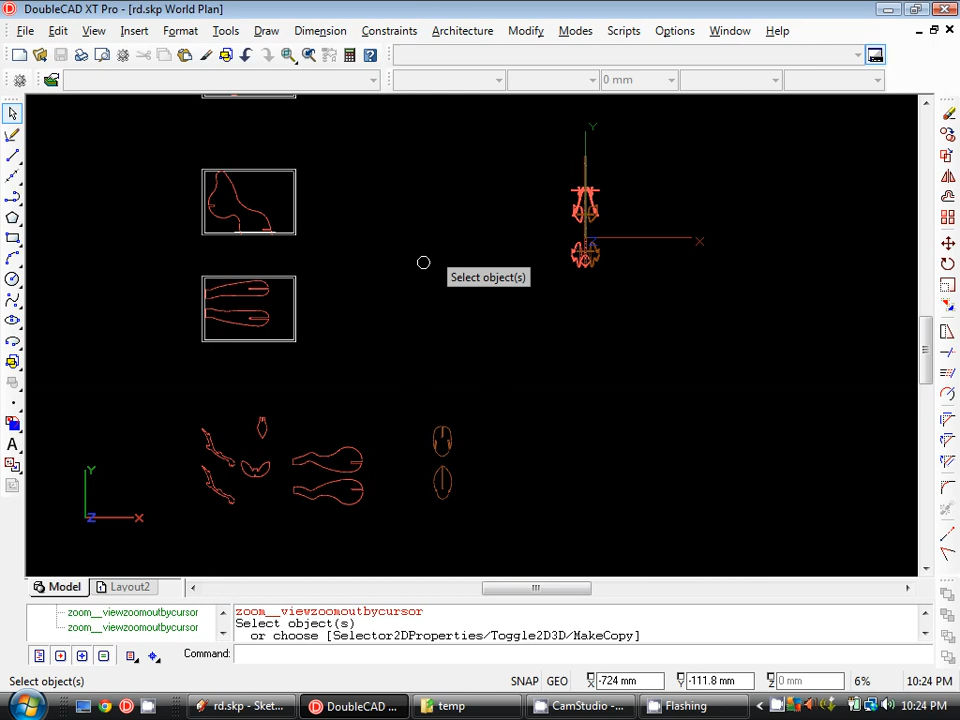 DoubleCAD XT Pro - [rd.skp World Plan]
File Edit View Insert Format Tools Draw Dimension Constraints Architecture Modify Modes Scripts Options Window Help
0 mm
Y
X
Select object(s)
Y
Z X
Model Layout2
zoom__viewzoomoutbycursor
zoom__viewzoomoutbycursor
zoom__viewzoomoutbycursor
Select object(s)
or choose [Selector2DProperties/Toggle2D3D/MakeCopy]
Command:
Select object(s) SNAP GEO X -724 mm Y -111.8 mm Z 0 mm 6% 10:24 PM
rd.skp - Sket... DoubleCAD ... temp CamStudio -... Flashing 10:24 PM